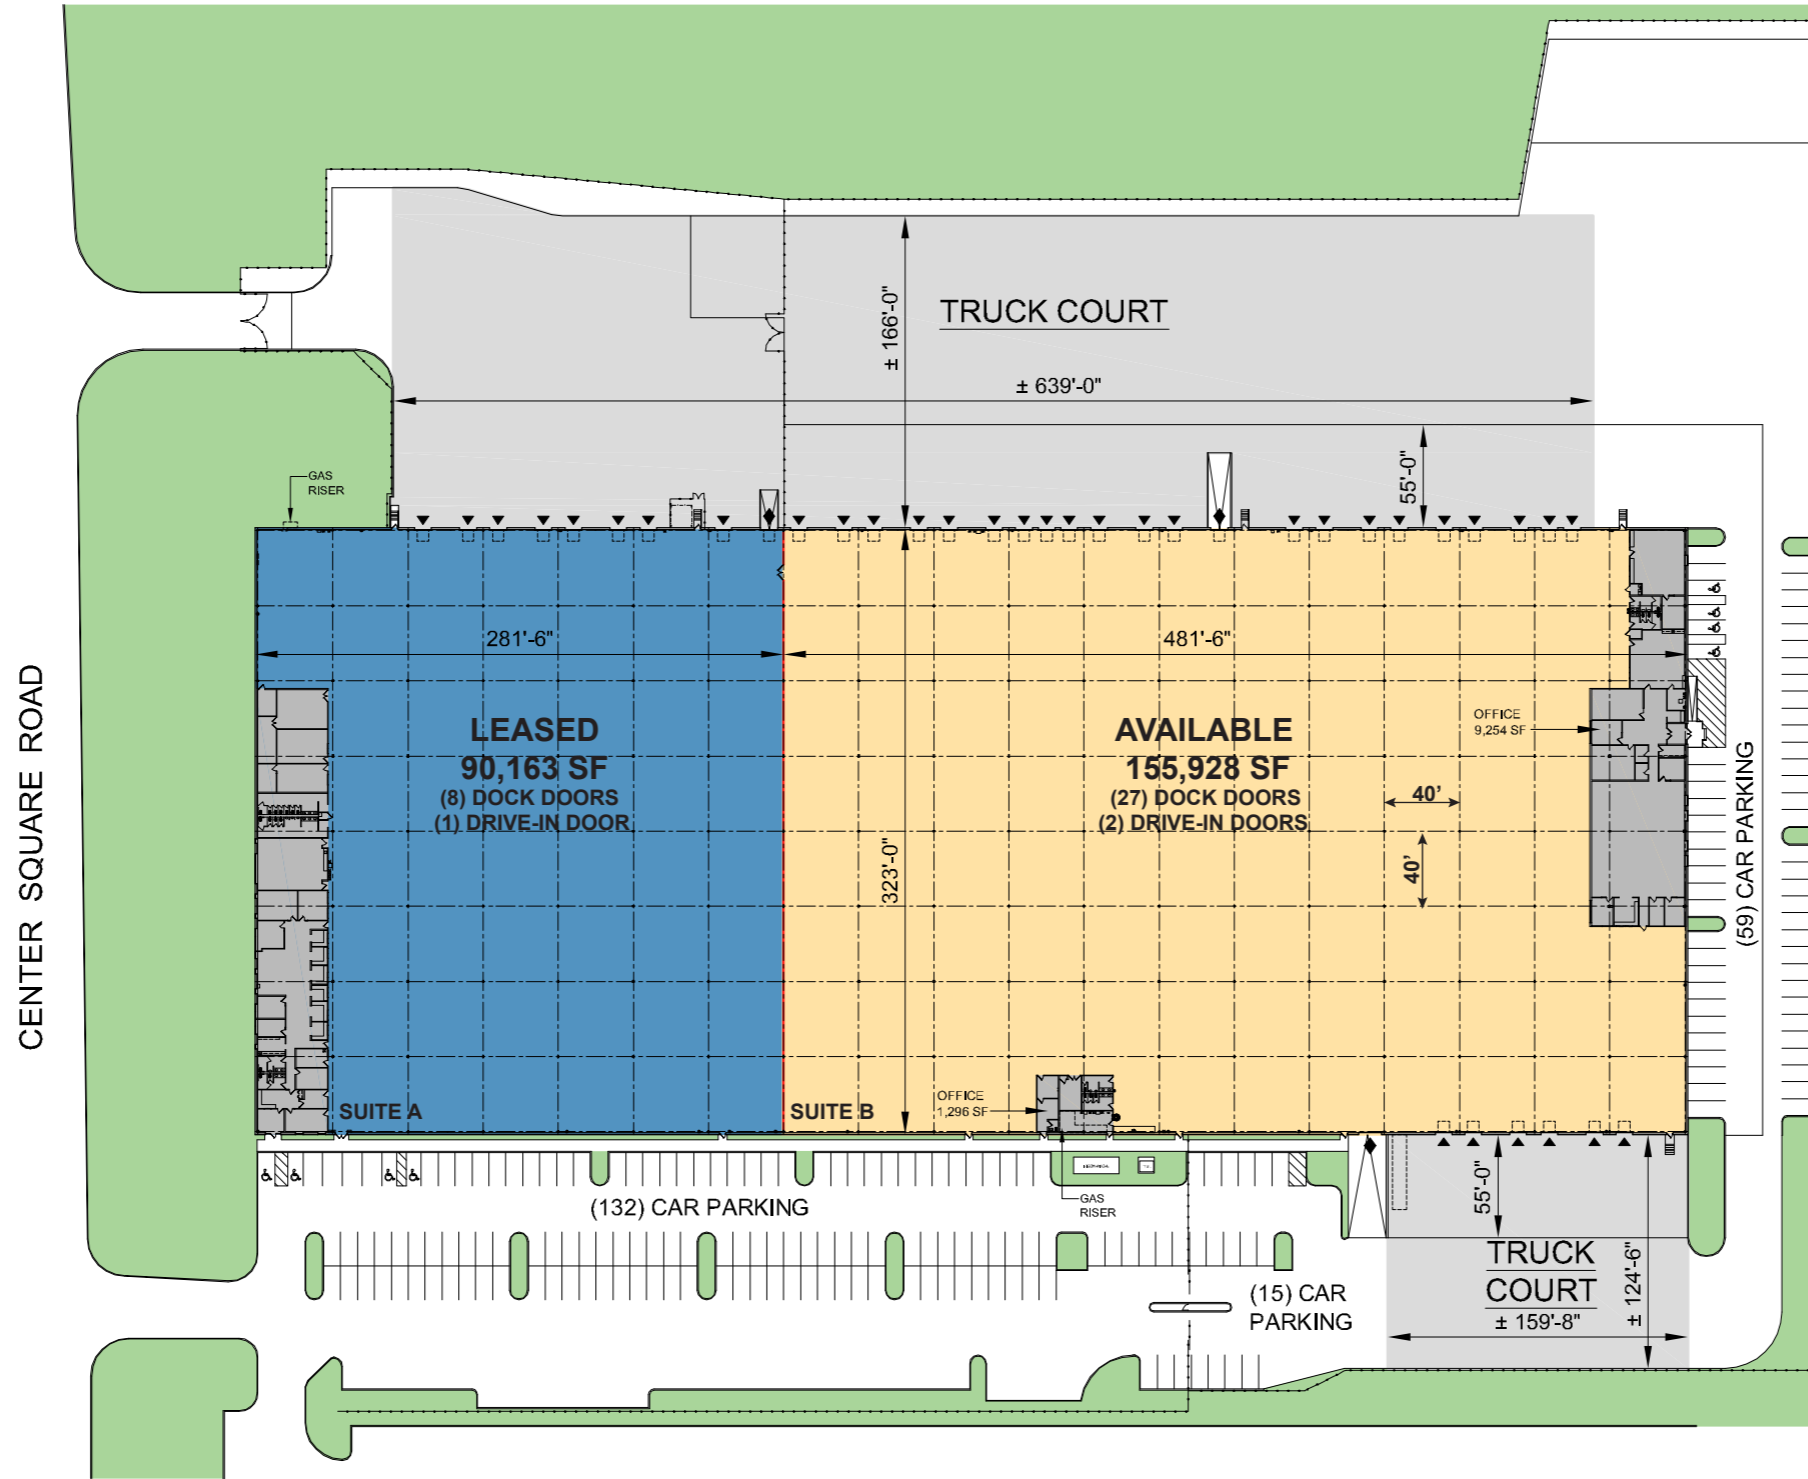 ± 166'-0"
TRUCK COURT
± 639'-0"
55'-0"
GAS
RISER
281'-6"
481'-6"
CENTER SQUARE ROAD
LEASED
90,163 SF
(8) DOCK DOORS
(1) DRIVE-IN DOOR
AVAILABLE
155,928 SF
(27) DOCK DOORS
(2) DRIVE-IN DOORS
OFFICE
9,254 SF
40'
40'
323'-0"
(59) CAR PARKING
SUITE A
SUITE B
OFFICE
1,296 SF
(132) CAR PARKING
GAS
RISER
55'-0"
TRUCK
COURT
± 159'-8"
± 124'-6"
(15) CAR
PARKING